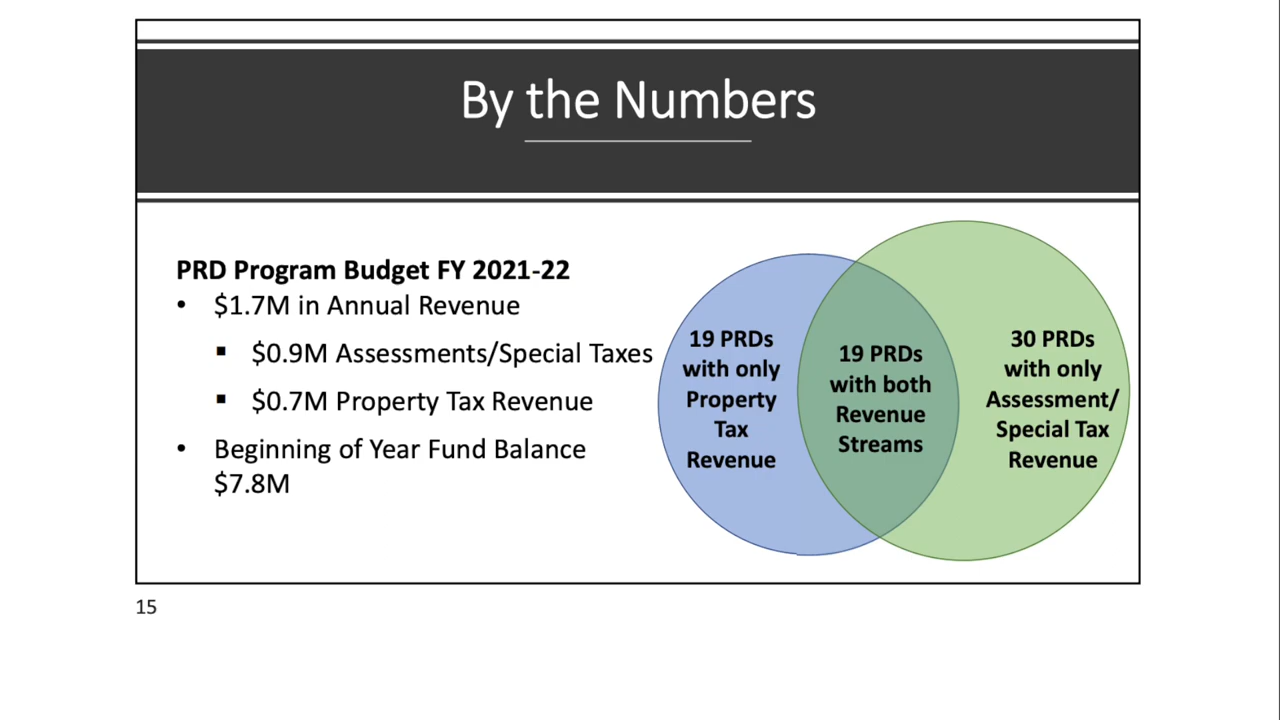 By the Numbers
PRD Program Budget FY 2021-22
• $1.7M in Annual Revenue
▪ $0.9M Assessments/Special Taxes
▪ $0.7M Property Tax Revenue
• Beginning of Year Fund Balance
$7.8M
19 PRDs
with only
Property
Tax
Revenue
19 PRDs
with both
Revenue
Streams
30 PRDs
with only
Assessment/
Special Tax
Revenue
15